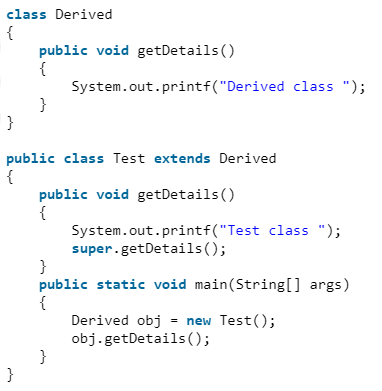 class Derived
{
    public void getDetails()
    {
        System.out.printf("Derived class ");
    }
}

public class Test extends Derived
{
    public void getDetails()
    {
        System.out.printf("Test class ");
        super.getDetails();
    }
    public static void main(String[] args)
    {
        Derived obj = new Test();
        obj.getDetails();
    }
}